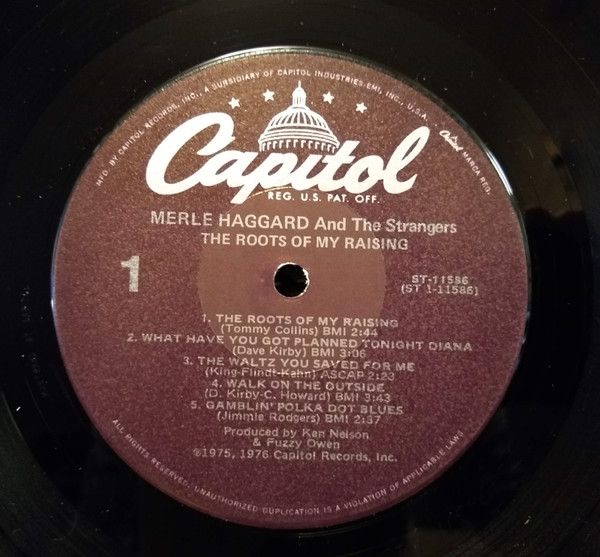 MFD. BY CAPITOL RECORDS, INC., A SUBSIDIARY OF CAPITOL INDUSTRIES-EMI, INC., U.S.A.
Capitol MARCA REG.
Capitol
REG. U.S. PAT. OFF.
MERLE HAGGARD And The Strangers
THE ROOTS OF MY RAISING
1
ST-11586
(ST 1-11586)
1. THE ROOTS OF MY RAISING
(Tommy Collins) BMI 2:44
2. WHAT HAVE YOU GOT PLANNED TONIGHT DIANA
(Dave Kirby) BMI 3:06
3. THE WALTZ YOU SAVED FOR ME
(King-Flindt-Kahn) ASCAP 2:23
4. WALK ON THE OUTSIDE
(D. Kirby-C. Howard) BMI 3:43
5. GAMBLIN' POLKA DOT BLUES
(Jimmie Rodgers) BMI 2:37
Produced by Ken Nelson
& Fuzzy Owen
℗1975, 1976 Capitol Records, Inc.
ALL RIGHTS RESERVED. UNAUTHORIZED DUPLICATION IS A VIOLATION OF APPLICABLE LAWS